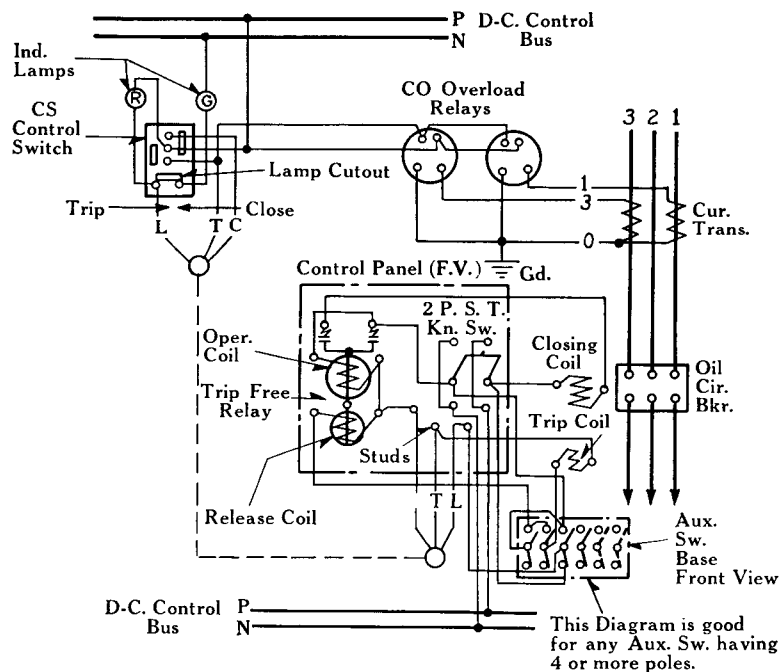 P D-C. Control
N Bus
Ind.
Lamps
R
G
CS
Control
Switch
CO Overload
Relays
3 2 1
Lamp Cutout
Trip
Close
L T C
1
3
0
Cur.
Trans.
Gd.
Control Panel (F.V.)
2 P. S. T.
Kn. Sw.
Oper.
Coil
Closing
Coil
Oil
Cir.
Bkr.
Trip Free
Relay
Trip Coil
Studs
Release Coil
T L
Aux.
Sw.
Base
Front View
D-C. Control P
Bus N
This Diagram is good
for any Aux. Sw. having
4 or more poles.